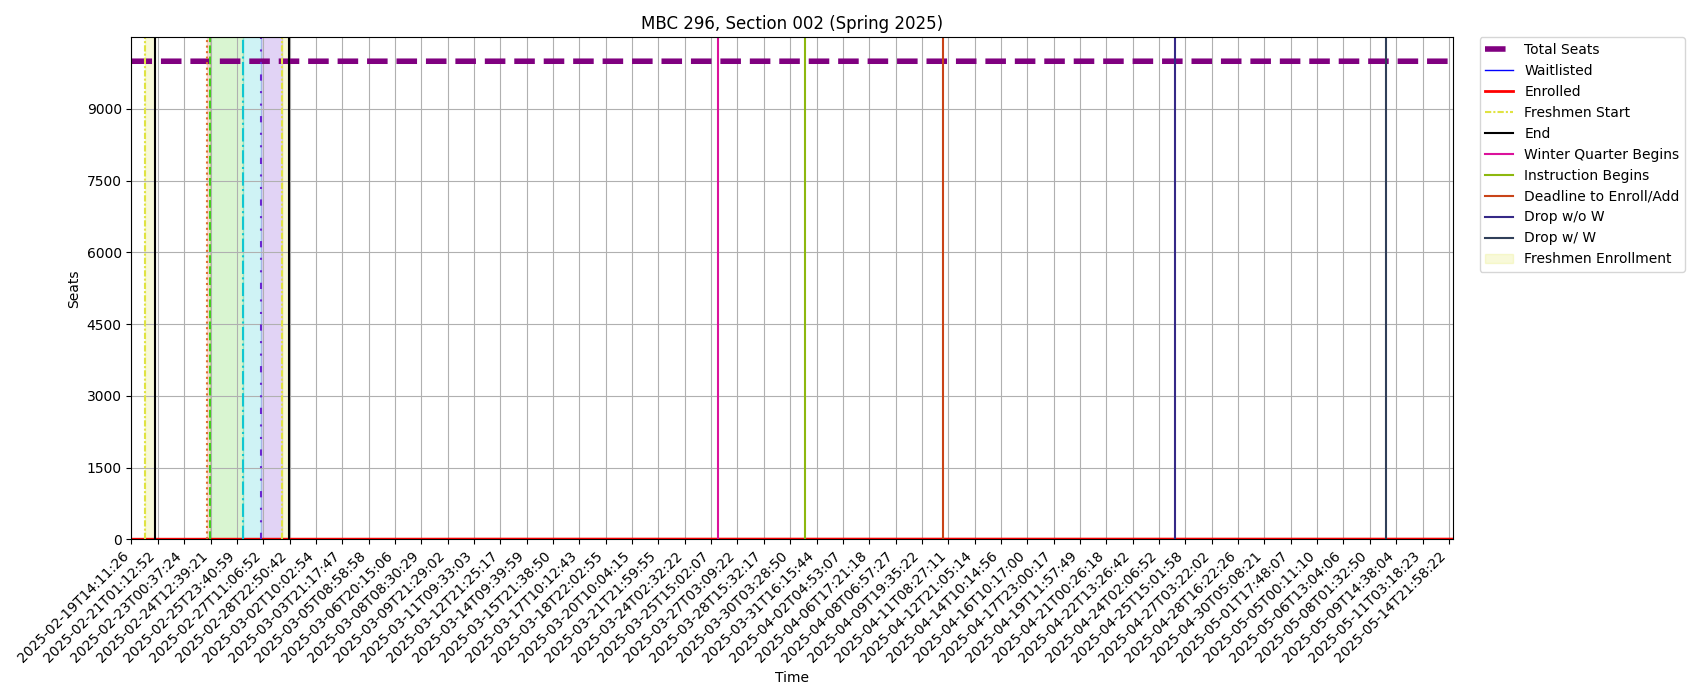 MBC 296, Section 002 (Spring 2025)
Total Seats
Waitlisted
Enrolled
Freshmen Start
End
Winter Quarter Begins
Instruction Begins
Deadline to Enroll/Add
Drop w/o W
Drop w/ W
Freshmen Enrollment
Seats
9000
7500
6000
4500
3000
1500
0
2025-02-19T14:11:26
2025-02-21T01:12:52
2025-02-23T00:37:24
2025-02-24T12:39:21
2025-02-25T23:40:59
2025-02-27T11:06:52
2025-02-28T22:50:42
2025-03-02T10:02:54
2025-03-03T21:17:47
2025-03-05T08:58:58
2025-03-06T20:15:06
2025-03-08T08:30:29
2025-03-09T21:29:02
2025-03-11T09:33:03
2025-03-12T21:25:17
2025-03-14T09:39:59
2025-03-15T21:38:50
2025-03-17T10:12:43
2025-03-18T22:02:55
2025-03-20T10:04:15
2025-03-21T21:59:55
2025-03-24T02:32:22
2025-03-25T15:02:07
2025-03-27T03:09:22
2025-03-28T15:32:17
2025-03-30T03:28:50
2025-03-31T16:15:44
2025-04-02T04:53:07
2025-04-06T17:21:18
2025-04-08T06:57:27
2025-04-09T19:35:22
2025-04-11T08:27:11
2025-04-12T21:05:14
2025-04-14T10:14:56
2025-04-16T10:17:00
2025-04-17T23:00:17
2025-04-19T11:57:49
2025-04-21T00:26:18
2025-04-22T13:26:42
2025-04-24T02:06:52
2025-04-25T15:01:58
2025-04-27T03:22:02
2025-04-28T16:22:26
2025-04-30T05:08:21
2025-05-01T17:48:07
2025-05-05T00:11:10
2025-05-06T13:04:06
2025-05-08T01:32:50
2025-05-09T14:38:04
2025-05-11T03:18:23
2025-05-14T21:58:22
Time